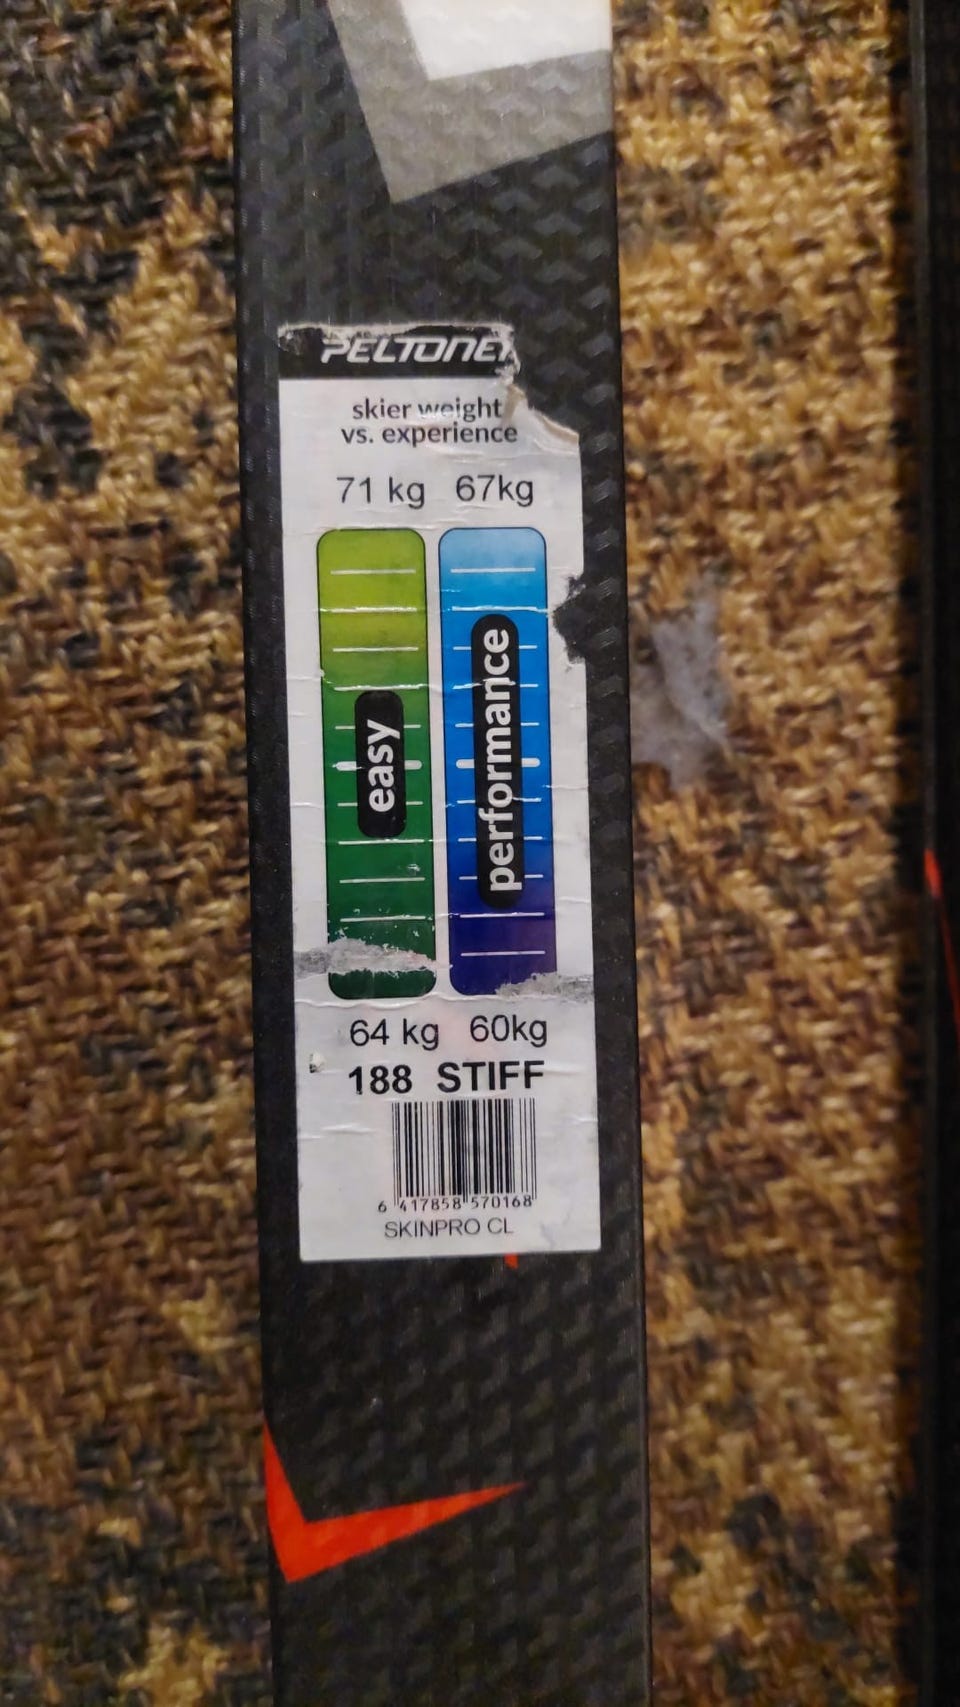 PELTONEN
skier weight
vs. experience
71 kg 67kg
easy
performance
64 kg 60kg
188 STIFF
6 417858 570168
SKINPRO CL